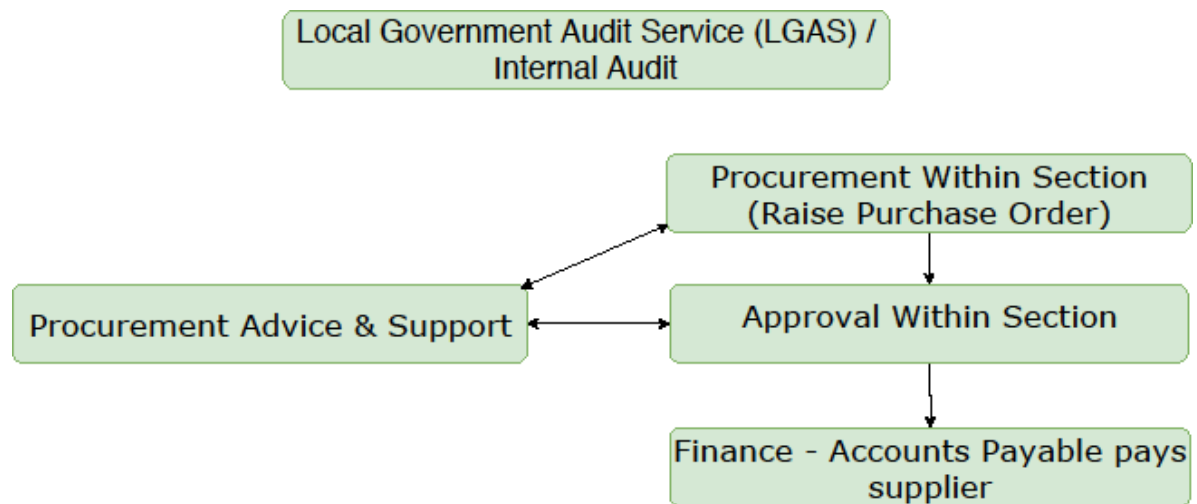 Local Government Audit Service (LGAS) /
Internal Audit
Procurement Within Section
(Raise Purchase Order)
Procurement Advice & Support
Approval Within Section
Finance - Accounts Payable pays
supplier